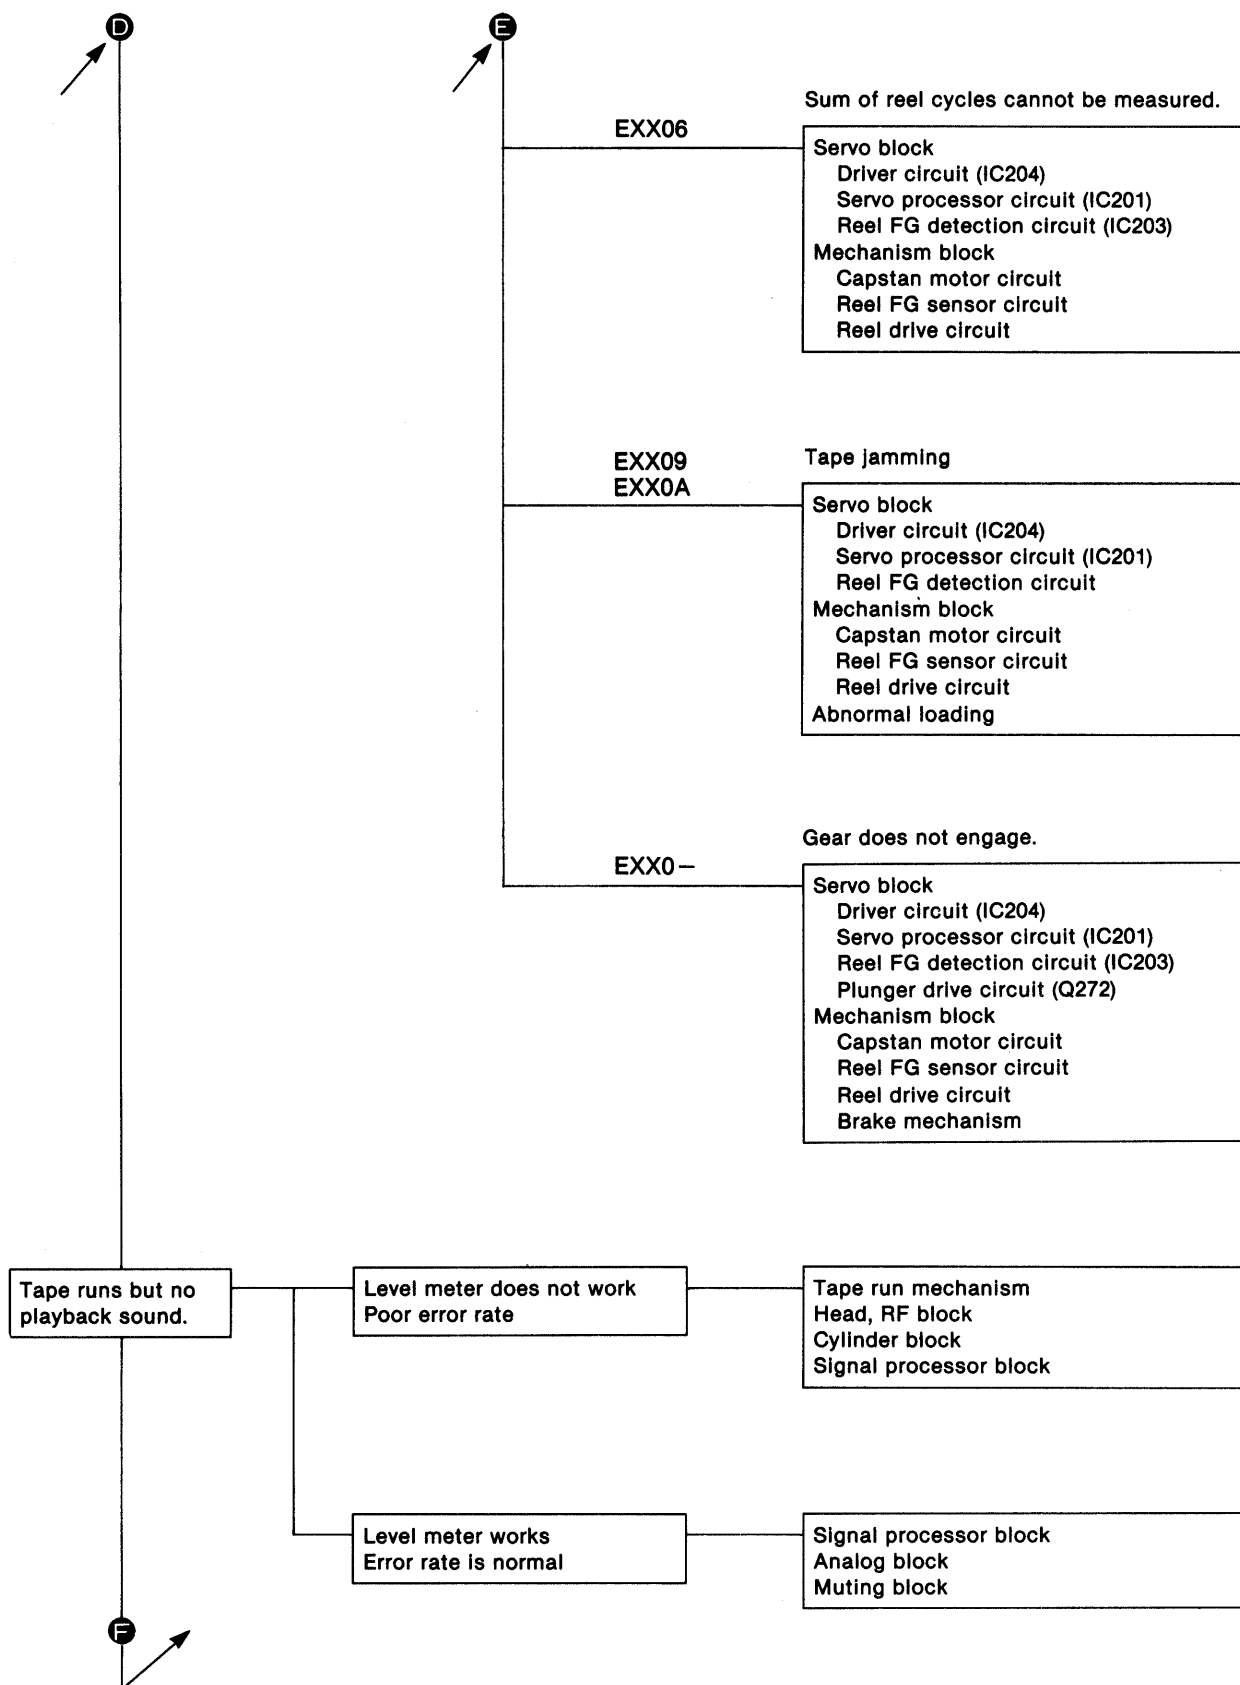 D
E
Sum of reel cycles cannot be measured.
EXX06
Servo block
Driver circuit (IC204)
Servo processor circuit (IC201)
Reel FG detection circuit (IC203)
Mechanism block
Capstan motor circuit
Reel FG sensor circuit
Reel drive circuit
EXX09
EXX0A
Tape jamming
Servo block
Driver circuit (IC204)
Servo processor circuit (IC201)
Reel FG detection circuit
Mechanism block
Capstan motor circuit
Reel FG sensor circuit
Reel drive circuit
Abnormal loading
Gear does not engage.
EXX0–
Servo block
Driver circuit (IC204)
Servo processor circuit (IC201)
Reel FG detection circuit (IC203)
Plunger drive circuit (Q272)
Mechanism block
Capstan motor circuit
Reel FG sensor circuit
Reel drive circuit
Brake mechanism
Tape runs but no
playback sound.
Level meter does not work
Poor error rate
Tape run mechanism
Head, RF block
Cylinder block
Signal processor block
Level meter works
Error rate is normal
Signal processor block
Analog block
Muting block
F